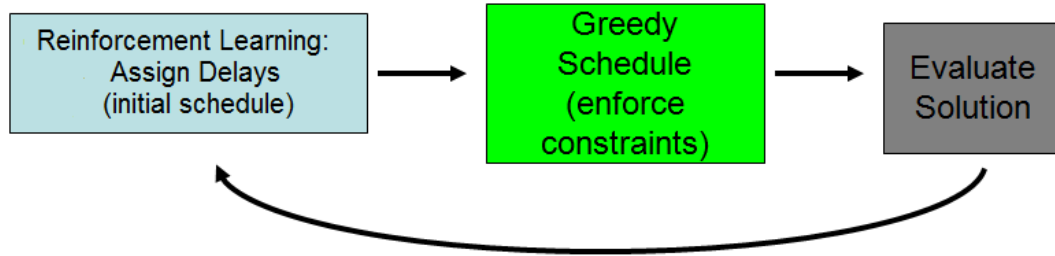 Reinforcement Learning:
Assign Delays
(initial schedule)
Greedy
Schedule
(enforce
constraints)
Evaluate
Solution